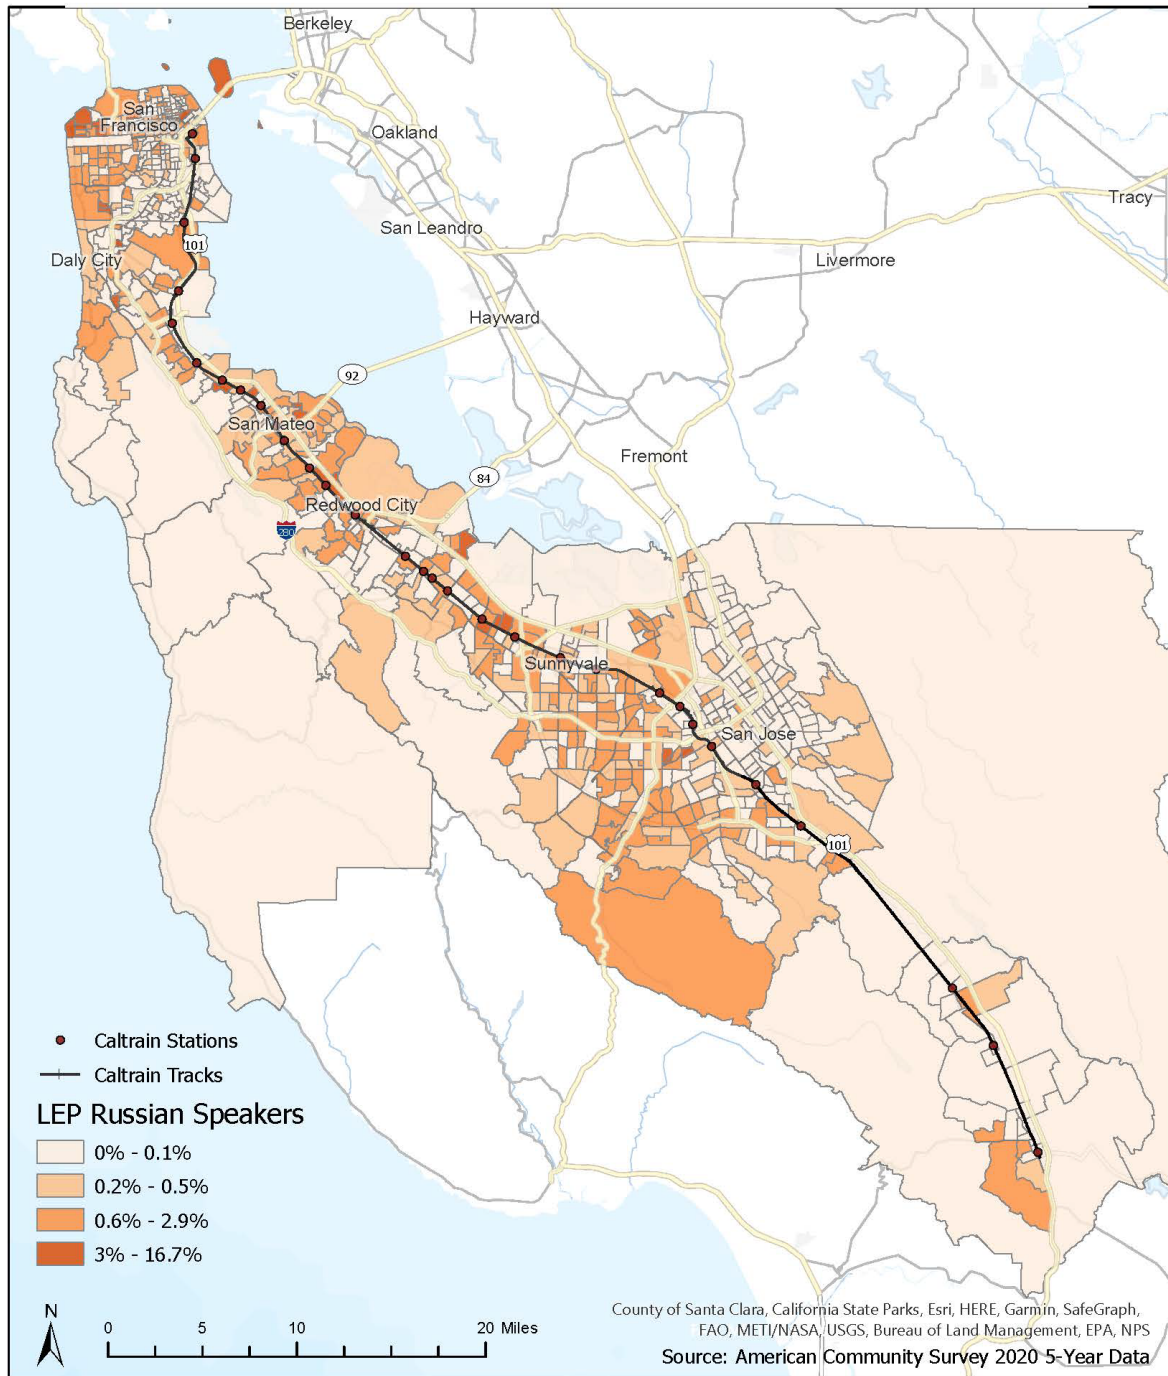 Berkeley
San
Francisco
Oakland
Tracy
San Leandro
101
Daly City
Livermore
Hayward
92
San Mateo
Fremont
84
Redwood City
280
Sunnyvale
San Jose
101
Caltrain Stations
Caltrain Tracks
LEP Russian Speakers
0% - 0.1%
0.2% - 0.5%
0.6% - 2.9%
3% - 16.7%
N
0 5 10 20 Miles
County of Santa Clara, California State Parks, Esri, HERE, Garmin, SafeGraph,
FAO, METI/NASA, USGS, Bureau of Land Management, EPA, NPS
Source: American Community Survey 2020 5-Year Data